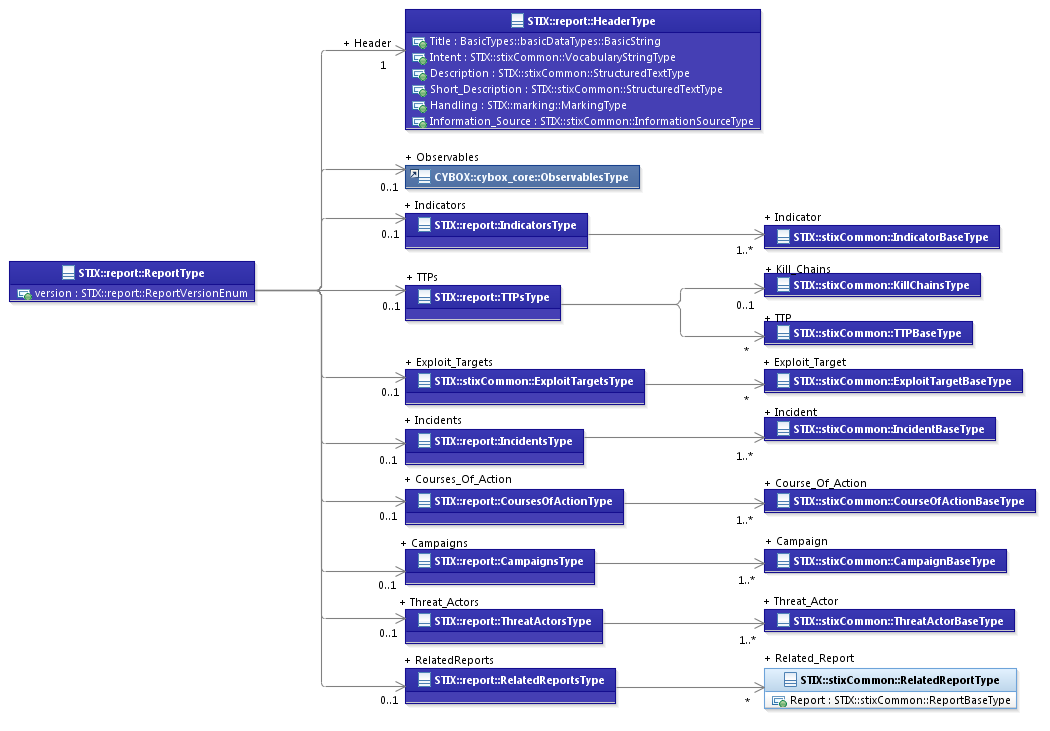 STIX::report::HeaderType
+ Header
1
Title : BasicTypes::basicDataTypes::BasicString
Intent : STIX::stixCommon::VocabularyStringType
Description : STIX::stixCommon::StructuredTextType
Short_Description : STIX::stixCommon::StructuredTextType
Handling : STIX::marking::MarkingType
Information_Source : STIX::stixCommon::InformationSourceType
+ Observables
0..1
CYBOX::cybox_core::ObservablesType
+ Indicators
0..1
STIX::report::IndicatorsType
+ Indicator
1..*
STIX::stixCommon::IndicatorBaseType
STIX::report::ReportType
version : STIX::report::ReportVersionEnum
+ TTPs
0..1
STIX::report::TTPsType
+ Kill_Chains
0..1
STIX::stixCommon::KillChainsType
+ TTP
*
STIX::stixCommon::TTPBaseType
+ Exploit_Targets
0..1
STIX::stixCommon::ExploitTargetsType
+ Exploit_Target
*
STIX::stixCommon::ExploitTargetBaseType
+ Incidents
0..1
STIX::report::IncidentsType
+ Incident
1..*
STIX::stixCommon::IncidentBaseType
+ Courses_Of_Action
0..1
STIX::report::CoursesOfActionType
+ Course_Of_Action
1..*
STIX::stixCommon::CourseOfActionBaseType
+ Campaigns
0..1
STIX::report::CampaignsType
+ Campaign
1..*
STIX::stixCommon::CampaignBaseType
+ Threat_Actors
0..1
STIX::report::ThreatActorsType
+ Threat_Actor
1..*
STIX::stixCommon::ThreatActorBaseType
+ RelatedReports
0..1
STIX::report::RelatedReportsType
+ Related_Report
*
STIX::stixCommon::RelatedReportType
Report : STIX::stixCommon::ReportBaseType